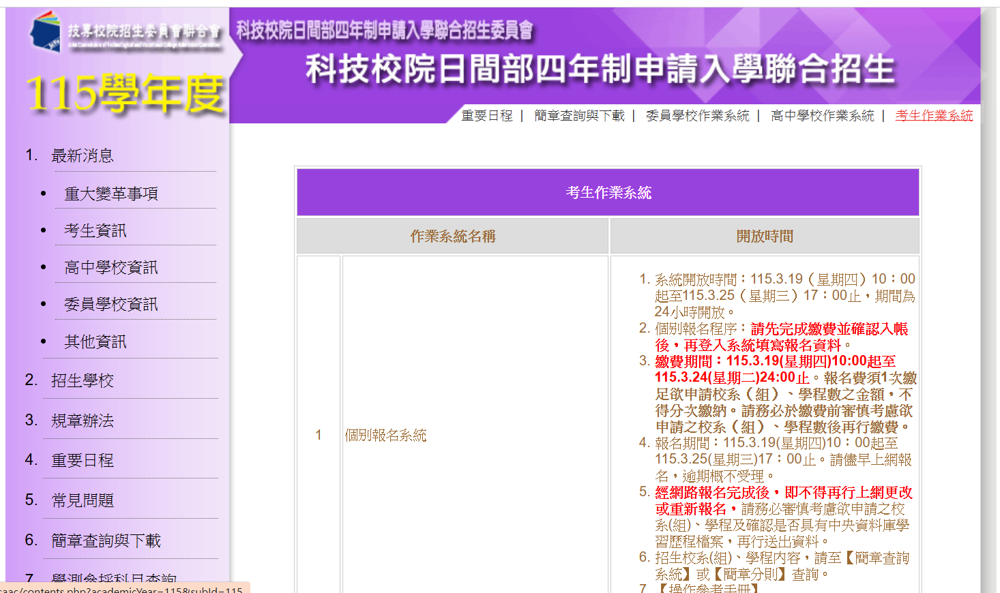 技專校院招生委員會聯合會
Joint Commission of Technological and Vocational College Admission Committee
115學年度
科技校院日間部四年制申請入學聯合招生委員會
科技校院日間部四年制申請入學聯合招生
重要日程 | 簡章查詢與下載 | 委員學校作業系統 | 高中學校作業系統 | 考生作業系統
1. 最新消息
• 重大變革事項
• 考生資訊
• 高中學校資訊
• 委員學校資訊
• 其他資訊
2. 招生學校
3. 規章辦法
4. 重要日程
5. 常見問題
6. 簡章查詢與下載
7. 學測參採科目查詢
caac/contents.php?academicYear=115&subId=115
考生作業系統
作業系統名稱
開放時間
1
個別報名系統
1. 系統開放時間：115.3.19（星期四）10：00
起至115.3.25（星期三）17：00止，期間為
24小時開放。
2. 個別報名程序：請先完成繳費並確認入帳
後，再登入系統填寫報名資料。
3. 繳費期間：115.3.19(星期四)10:00起至
115.3.24(星期二)24:00止。報名費須1次繳
足欲申請校系（組）、學程數之金額，不
得分次繳納。請務必於繳費前審慎考慮欲
申請之校系（組）、學程數後再行繳費。
4. 報名期間：115.3.19(星期四)10：00起至
115.3.25(星期三)17：00止。請儘早上網報
名，逾期概不受理。
5. 經網路報名完成後，即不得再行上網更改
或重新報名，請務必審慎考慮欲申請之校
系(組)、學程及確認是否具有中央資料庫學
習歷程檔案，再行送出資料。
6. 招生校系(組)、學程內容，請至【簡章查詢
系統】或【簡章分則】查詢。
7. 【操作參考手冊】